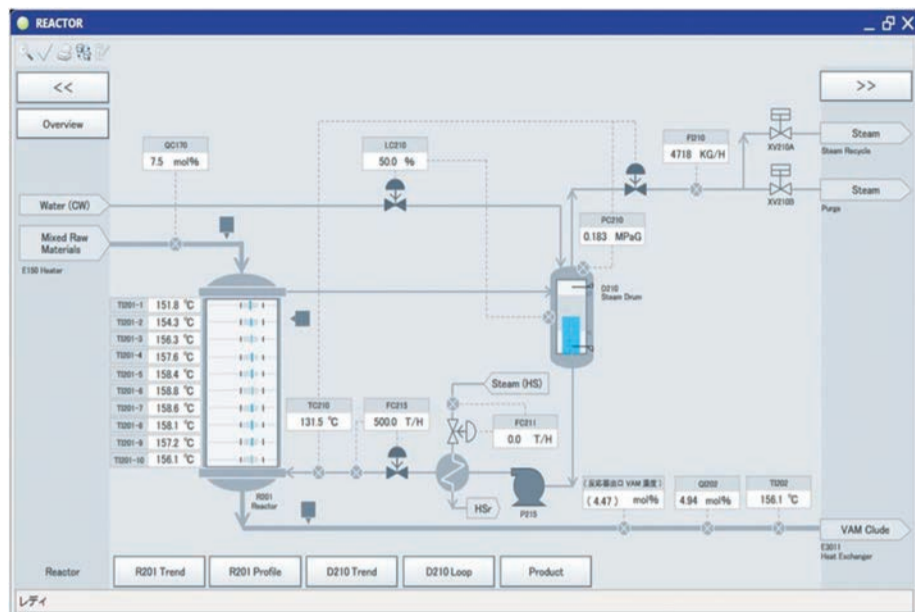 REACTOR
<<
>>
Overview
QC170
7.5 mol%
LC210
50.0 %
FI210
4718 KG/H
XV210A
Steam
Steam Recycle
XV210B
Steam
Purge
Water (CW)
PC210
0.183 MPaG
Mixed Raw
Materials
E150 Heater
D210
Steam Drum
TI201-1 151.8 ℃
TI201-2 154.3 ℃
TI201-3 156.3 ℃
TI201-4 157.6 ℃
TI201-5 158.4 ℃
TI201-6 158.8 ℃
TI201-7 158.6 ℃
TI201-8 158.1 ℃
TI201-9 157.2 ℃
TI201-10 156.1 ℃
Steam (HS)
TC210
131.5 ℃
FC215
500.0 T/H
FC211
0.0 T/H
R201
Reactor
HSr
P215
(反応器出口 VAM 濃度)
(4.47) mol%
QI202
4.94 mol%
TI202
156.1 ℃
VAM Clude
E3011
Heat Exchanger
Reactor
R201 Trend
R201 Profile
D210 Trend
D210 Loop
Product
レディ